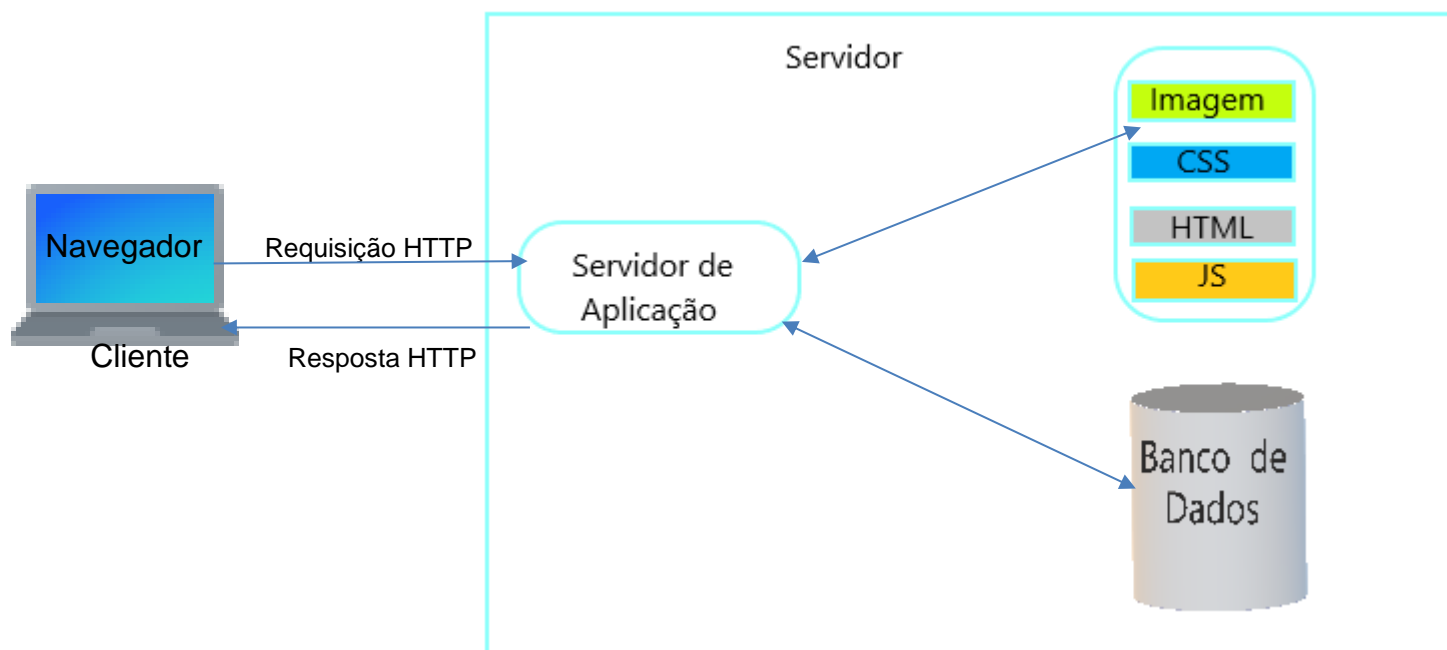 Servidor
Imagem
CSS
HTML
JS
Navegador
Requisição HTTP
Servidor de
Aplicação
Cliente
Resposta HTTP
Banco de
Dados